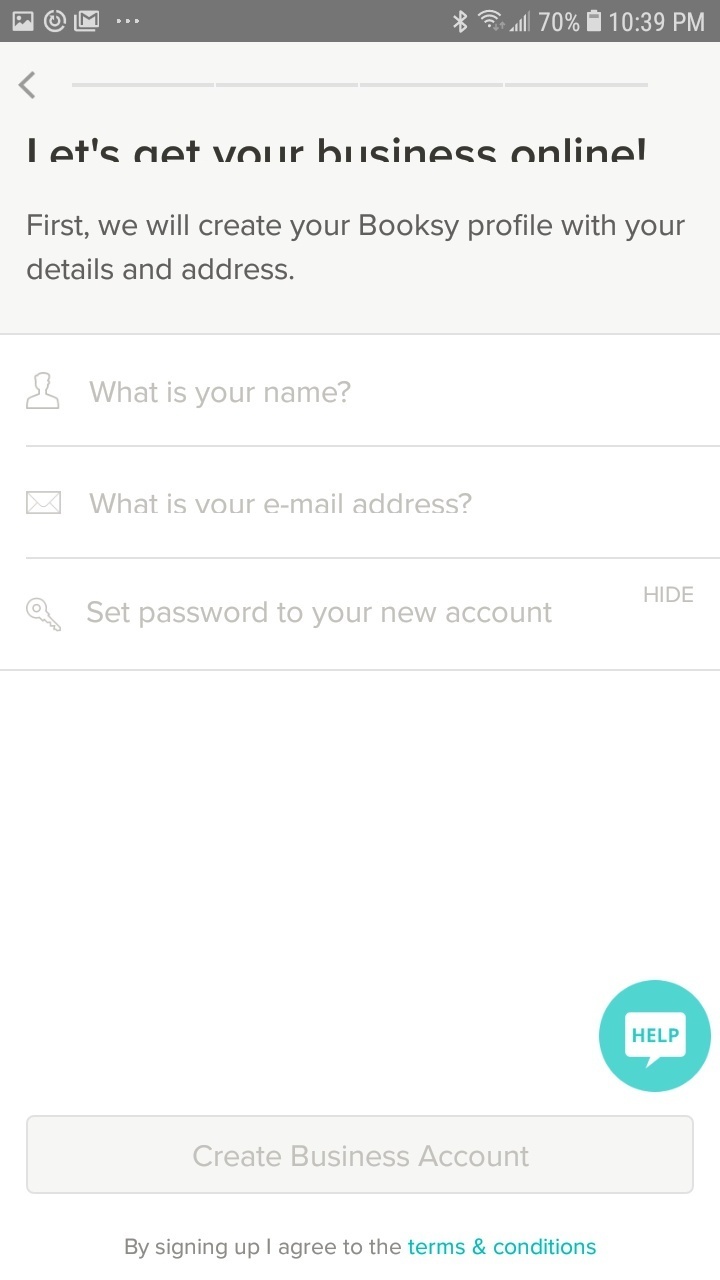 70% 10:39 PM
Let's get your business online!
First, we will create your Booksy profile with your
details and address.
What is your name?
What is your e-mail address?
HIDE
Set password to your new account
HELP
Create Business Account
By signing up I agree to the terms & conditions